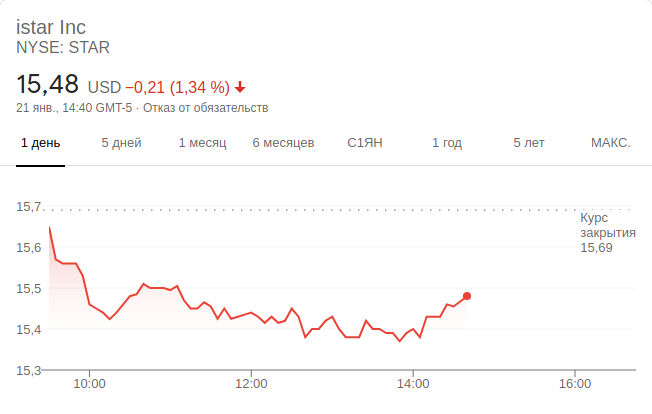 istar Inc
NYSE: STAR
15,48 USD −0,21 (1,34 %)
21 янв., 14:40 GMT-5 · Отказ от обязательств
1 день 5 дней 1 месяц 6 месяцев С1ЯН 1 год 5 лет МАКС.
15,7
Курс
закрытия
15,69
15,6
15,5
15,4
15,3
10:00 12:00 14:00 16:00